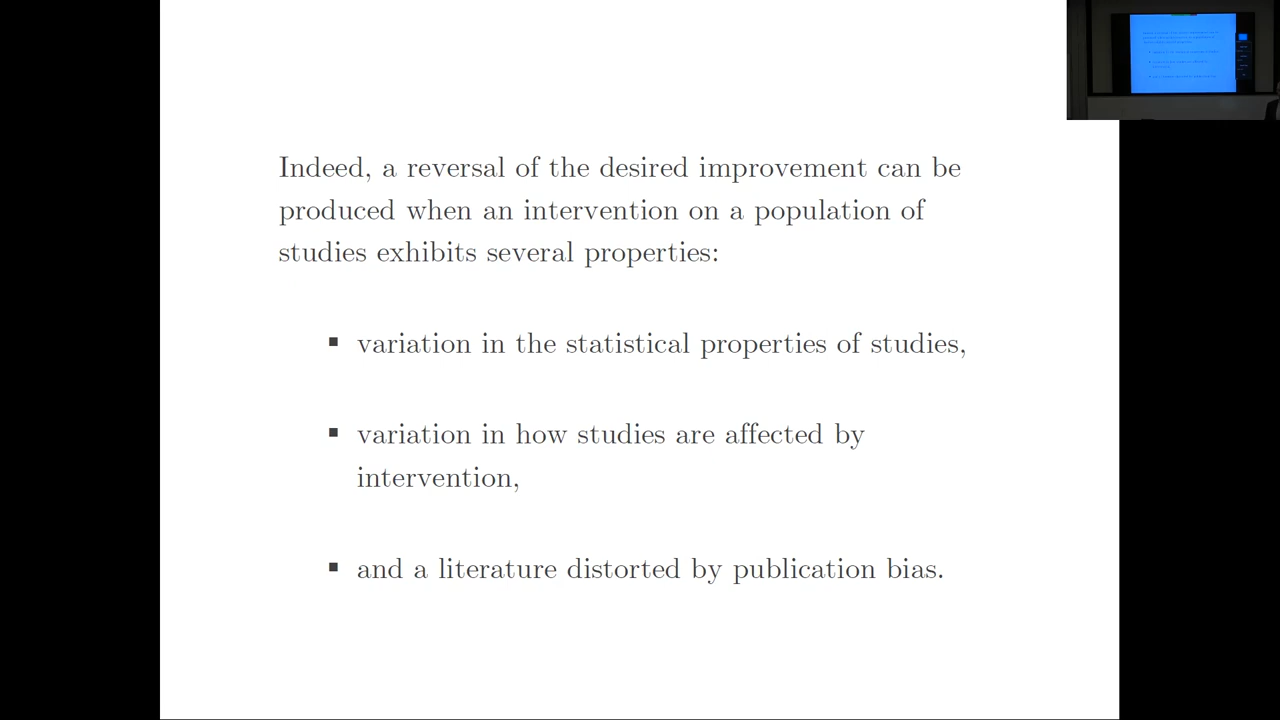 Indeed, a reversal of the desired improvement can be
produced when an intervention on a population of
studies exhibits several properties:
▪ variation in the statistical properties of studies,
▪ variation in how studies are affected by
intervention,
▪ and a literature distorted by publication bias.